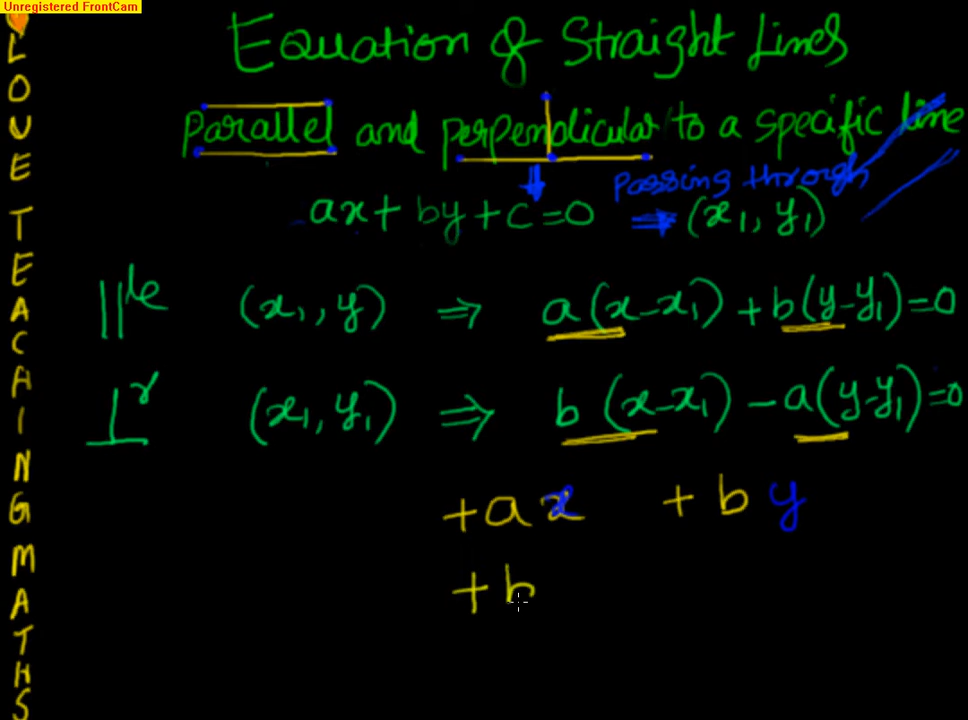 Unregistered FrontCam
LOVE TEACHING MATHS
Equation of Straight Lines
Parallel and perpendicular to a specific line
Passing through
ax + by + c = 0 ⇒ (x₁, y₁)
||le (x₁, y) ⇒ a(x-x₁) + b(y-y₁) = 0
⊥r (x₁, y₁) ⇒ b(x-x₁) - a(y-y₁) = 0
+ax +by
+b